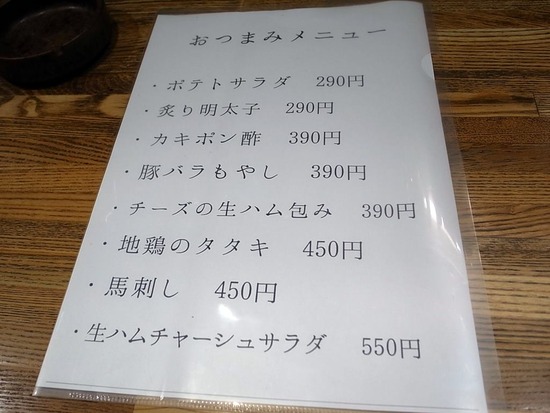 おつまみメニュー
・ポテトサラダ 290円
・炙り明太子 290円
・カキポン酢 390円
・豚バラもやし 390円
・チーズの生ハム包み 390円
・地鶏のタタキ 450円
・馬刺し 450円
・生ハムチャーシュサラダ 550円